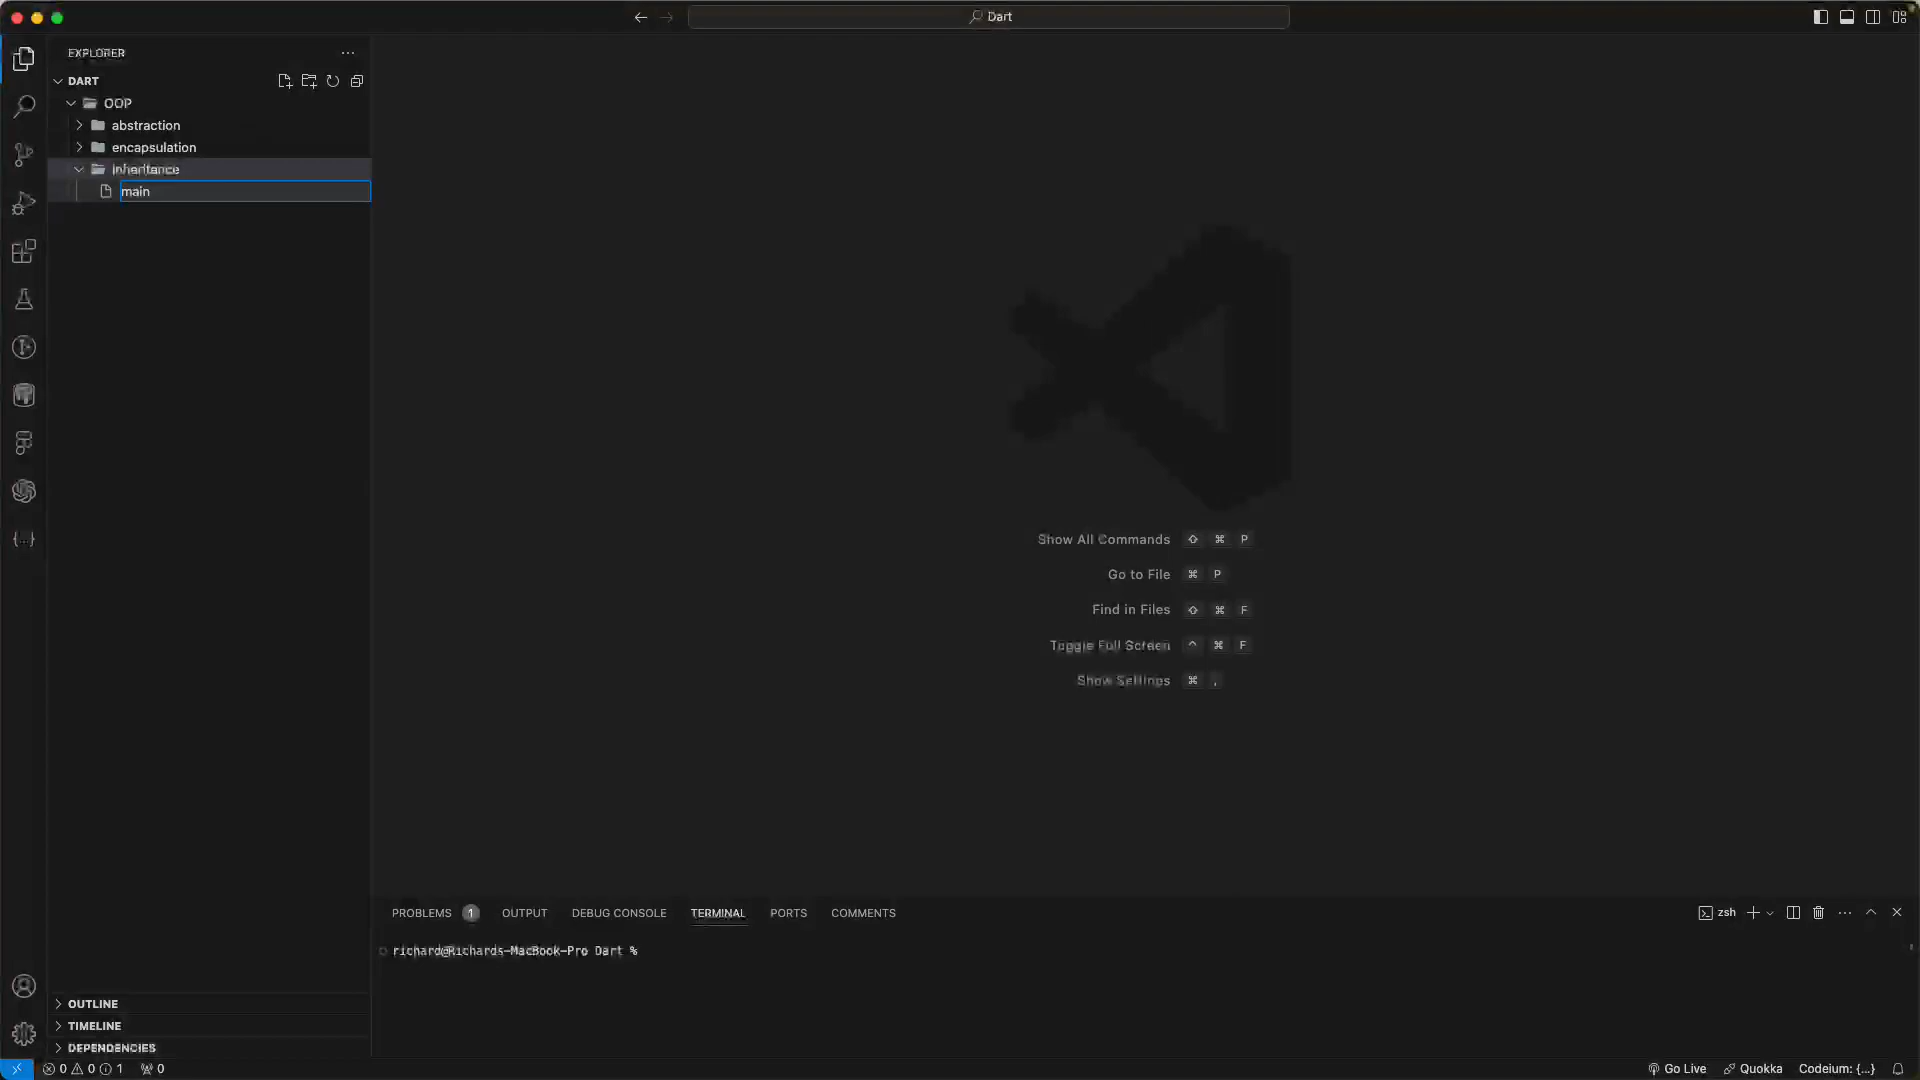 Dart
EXPLORER
DART
OOP
abstraction
encapsulation
inheritance
main
Show All Commands ⇧ ⌘ P
Go to File ⌘ P
Find in Files ⇧ ⌘ F
Toggle Full Screen ^ ⌘ F
Show Settings ⌘ ,
PROBLEMS 1 OUTPUT DEBUG CONSOLE TERMINAL PORTS COMMENTS
zsh
richard@Richards-MacBook-Pro Dart %
OUTLINE
TIMELINE
DEPENDENCIES
0 0 1 0
Go Live Quokka Codeium: {...}